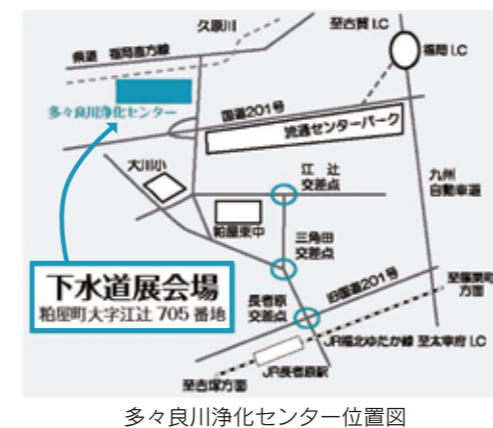 久原川
至古賀 I.C
県道 福岡直方線
福岡 I.C
多々良川浄化センター
国道201号
流通センターパーク
大川小
江 辻
交差点
九州
自動車道
粕屋東中
三角田
交差点
下水道展会場
粕屋町大字江辻 705 番地
長者原
交差点
旧国道201号
至篠栗町
方面
JR福北ゆたか線
至太宰府 I.C
JR長者原駅
至吉塚方面
多々良川浄化センター位置図